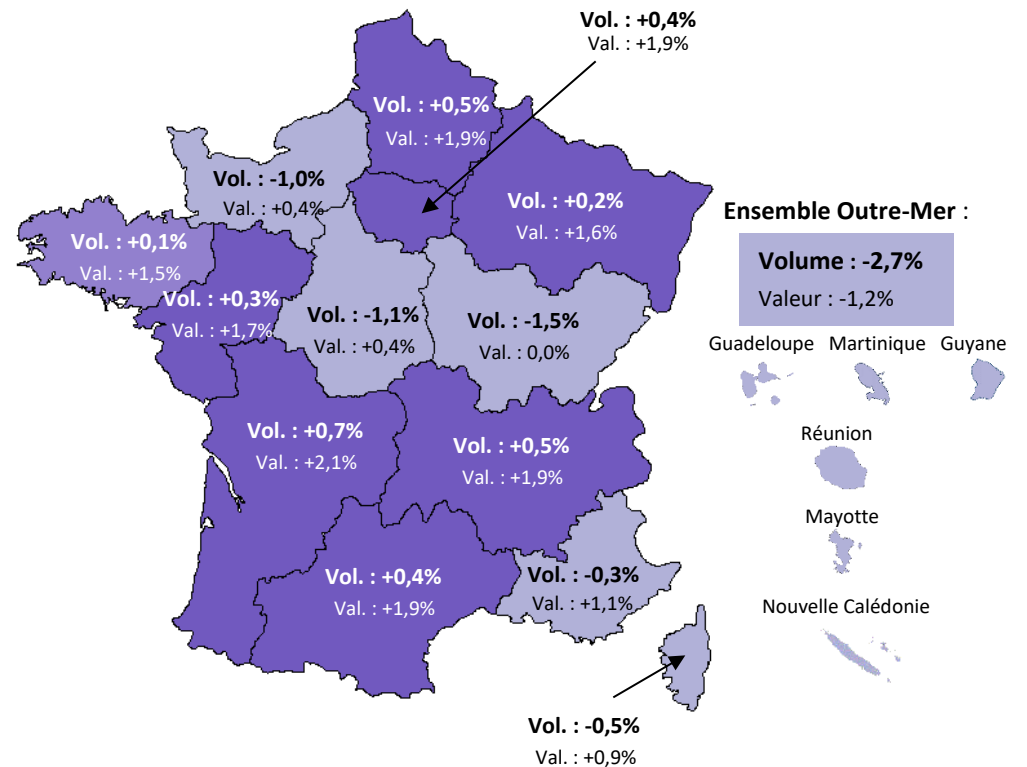 Vol. : +0,4%
Val. : +1,9%
Vol. : +0,5%
Val. : +1,9%
Vol. : -1,0%
Val. : +0,4%
Vol. : +0,2%
Val. : +1,6%
Vol. : +0,1%
Val. : +1,5%
Vol. : +0,3%
Val. : +1,7%
Vol. : -1,1%
Val. : +0,4%
Vol. : -1,5%
Val. : 0,0%
Vol. : +0,7%
Val. : +2,1%
Vol. : +0,5%
Val. : +1,9%
Vol. : +0,4%
Val. : +1,9%
Vol. : -0,3%
Val. : +1,1%
Vol. : -0,5%
Val. : +0,9%
Ensemble Outre-Mer :
Volume : -2,7%
Valeur : -1,2%
Guadeloupe Martinique Guyane
Réunion
Mayotte
Nouvelle Calédonie